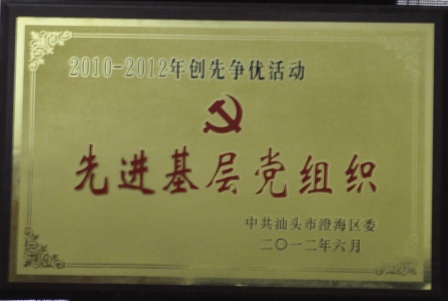 2010-2012年创先争优活动
先进基层党组织
中共汕头市澄海区委
二〇一二年六月